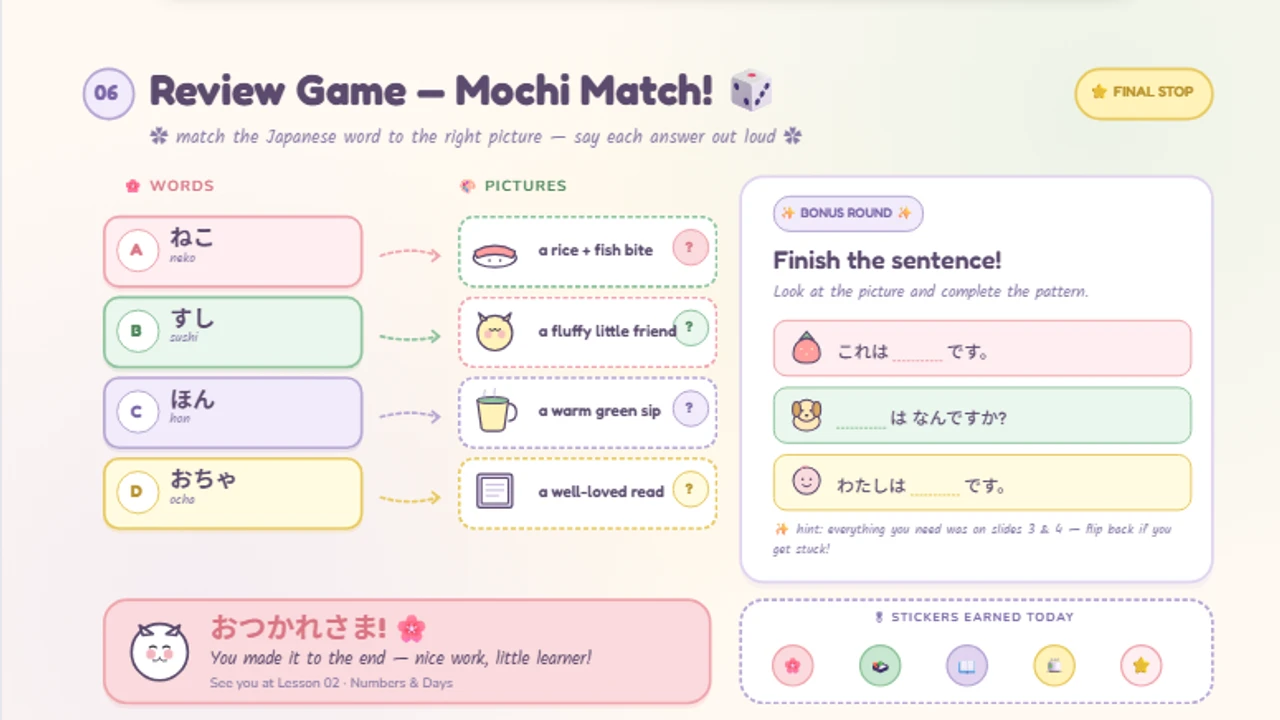 06
Review Game — Mochi Match!
FINAL STOP
match the Japanese word to the right picture — say each answer out loud
WORDS
A
ねこ
neko
B
すし
sushi
C
ほん
hon
D
おちゃ
ocha
PICTURES
a rice + fish bite
?
a fluffy little friend
?
a warm green sip
?
a well-loved read
?
BONUS ROUND
Finish the sentence!
Look at the picture and complete the pattern.
これは ________ です。
________ は なんですか?
わたしは ________ です。
hint: everything you need was on slides 3 & 4 — flip back if you
get stuck!
おつかれさま!
You made it to the end — nice work, little learner!
See you at Lesson 02 · Numbers & Days
STICKERS EARNED TODAY